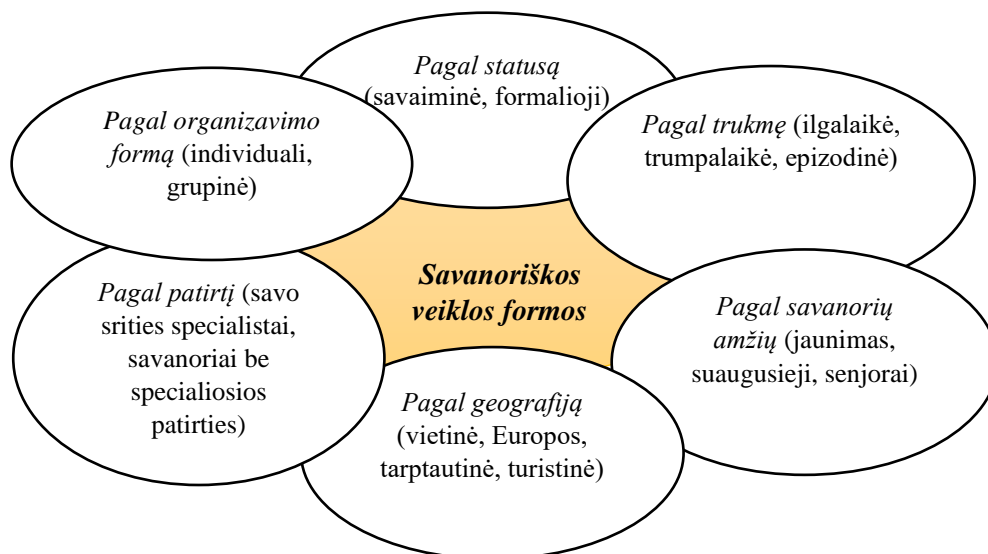 Pagal statusą
(savaiminė, formalioji)
Pagal organizavimo
formą (individuali,
grupinė)
Pagal trukmę (ilgalaikė,
trumpalaikė, epizodinė)
Savanoriškos
veiklos formos
Pagal patirtį (savo
srities specialistai,
savanoriai be
specialiosios
patirties)
Pagal savanorių
amžių (jaunimas,
suaugusieji, senjorai)
Pagal geografiją
(vietinė, Europos,
tarptautinė, turistinė)